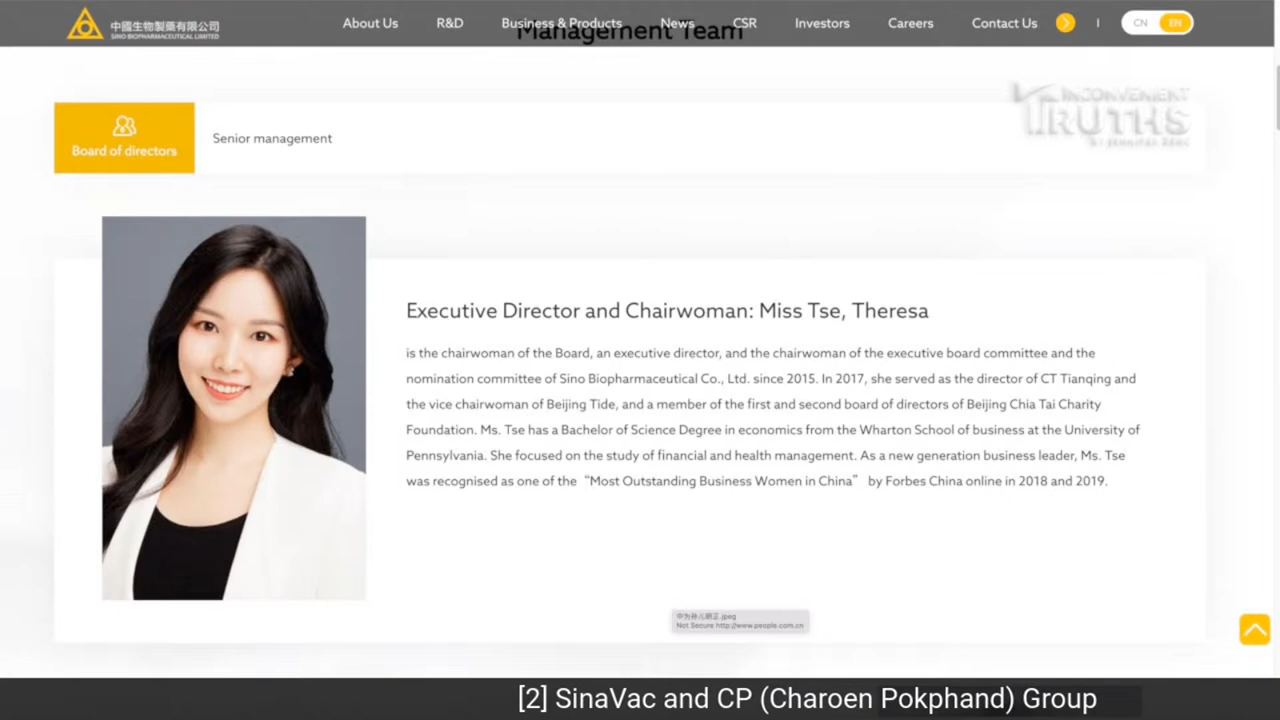 中國生物製藥有限公司
SINO BIOPHARMACEUTICAL LIMITED
About Us R&D Business & Products News CSR Investors Careers Contact Us CN EN
Management Team
INCONVENIENT
TRUTHS
BY JENNIFER ZENG
Board of directors
Senior management
Executive Director and Chairwoman: Miss Tse, Theresa
is the chairwoman of the Board, an executive director, and the chairwoman of the executive board committee and the
nomination committee of Sino Biopharmaceutical Co., Ltd. since 2015. In 2017, she served as the director of CT Tianqing and
the vice chairwoman of Beijing Tide, and a member of the first and second board of directors of Beijing Chia Tai Charity
Foundation. Ms. Tse has a Bachelor of Science Degree in economics from the Wharton School of business at the University of
Pennsylvania. She focused on the study of financial and health management. As a new generation business leader, Ms. Tse
was recognised as one of the “Most Outstanding Business Women in China” by Forbes China online in 2018 and 2019.
.jpeg
Not Secure http://www.people.com.cn
[2] SinaVac and CP (Charoen Pokphand) Group